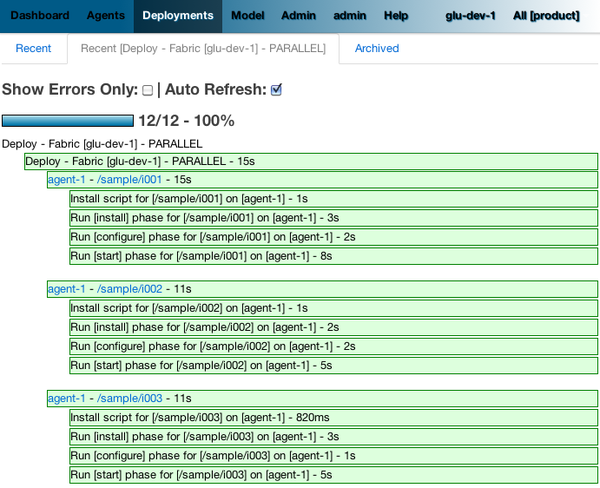 Dashboard Agents Deployments Model Admin admin Help glu-dev-1 All [product]
Recent Recent [Deploy - Fabric [glu-dev-1] - PARALLEL] Archived
Show Errors Only: | Auto Refresh:
12/12 - 100%
Deploy - Fabric [glu-dev-1] - PARALLEL
Deploy - Fabric [glu-dev-1] - PARALLEL - 15s
agent-1 - /sample/i001 - 15s
Install script for [/sample/i001] on [agent-1] - 1s
Run [install] phase for [/sample/i001] on [agent-1] - 3s
Run [configure] phase for [/sample/i001] on [agent-1] - 2s
Run [start] phase for [/sample/i001] on [agent-1] - 8s
agent-1 - /sample/i002 - 11s
Install script for [/sample/i002] on [agent-1] - 1s
Run [install] phase for [/sample/i002] on [agent-1] - 2s
Run [configure] phase for [/sample/i002] on [agent-1] - 2s
Run [start] phase for [/sample/i002] on [agent-1] - 5s
agent-1 - /sample/i003 - 11s
Install script for [/sample/i003] on [agent-1] - 820ms
Run [install] phase for [/sample/i003] on [agent-1] - 3s
Run [configure] phase for [/sample/i003] on [agent-1] - 1s
Run [start] phase for [/sample/i003] on [agent-1] - 5s